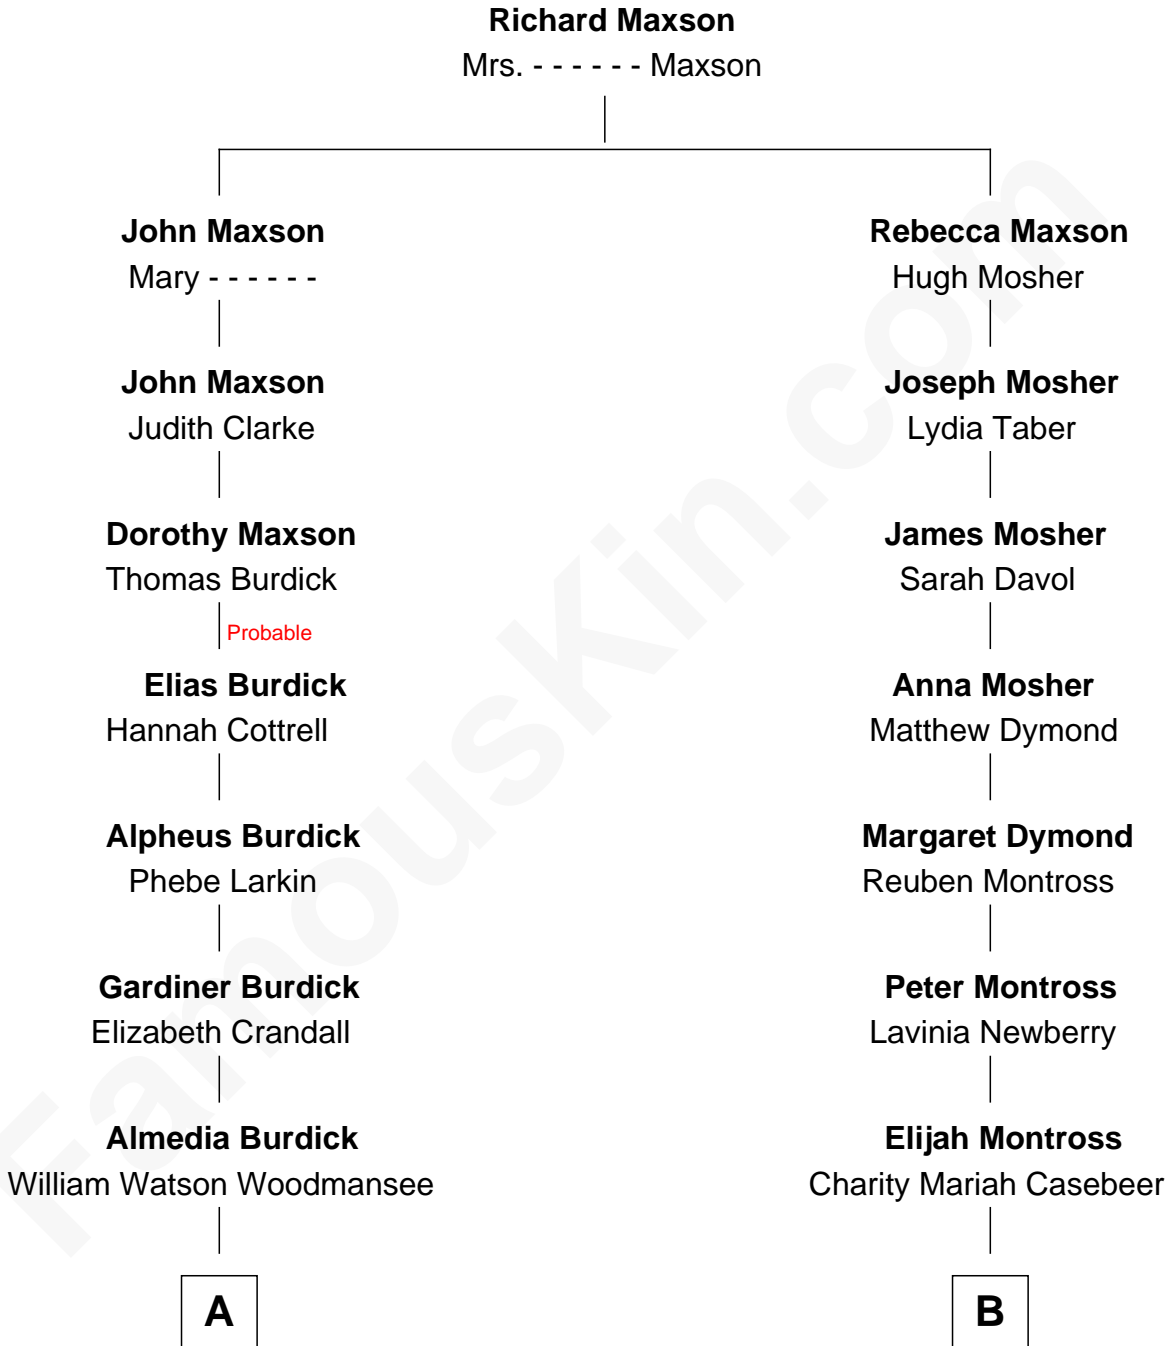 Richard Maxson
Mrs. - - - - - - Maxson
John Maxson
Mary - - - - - -
Rebecca Maxson
Hugh Mosher
John Maxson
Judith Clarke
Joseph Mosher
Lydia Taber
Dorothy Maxson
Thomas Burdick
James Mosher
Sarah Davol
Probable
Elias Burdick
Hannah Cottrell
Anna Mosher
Matthew Dymond
Alpheus Burdick
Phebe Larkin
Margaret Dymond
Reuben Montross
Gardiner Burdick
Elizabeth Crandall
Peter Montross
Lavinia Newberry
Almedia Burdick
William Watson Woodmansee
Elijah Montross
Charity Mariah Casebeer
A
B
FamousKin.com